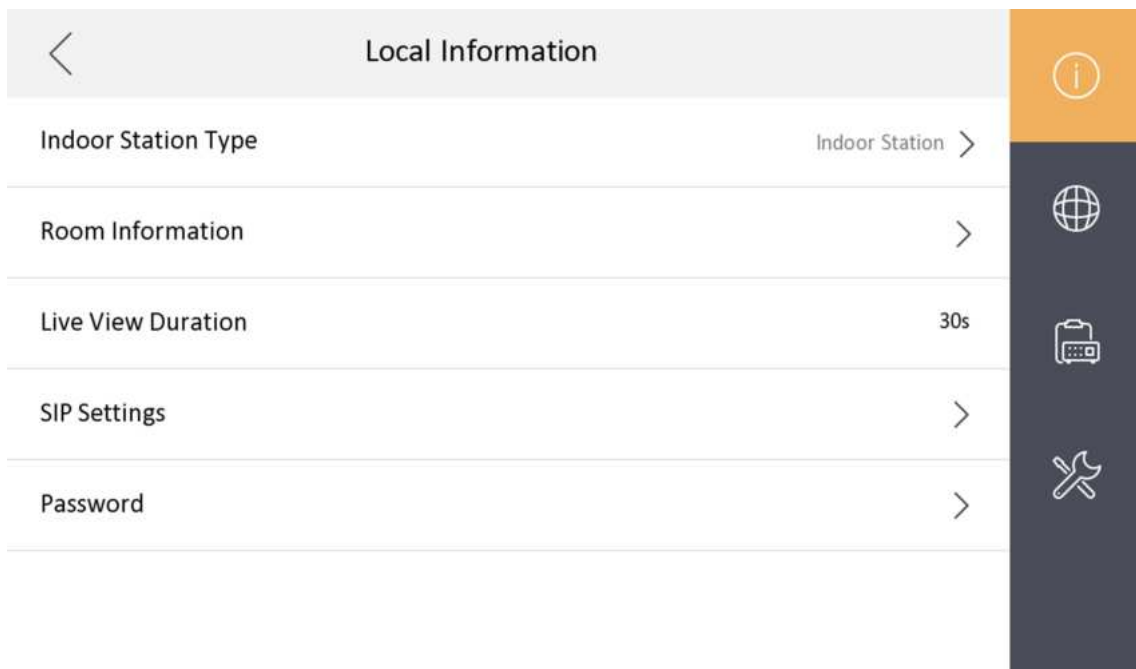 Local Information
Indoor Station Type Indoor Station
Room Information
Live View Duration 30s
SIP Settings
Password